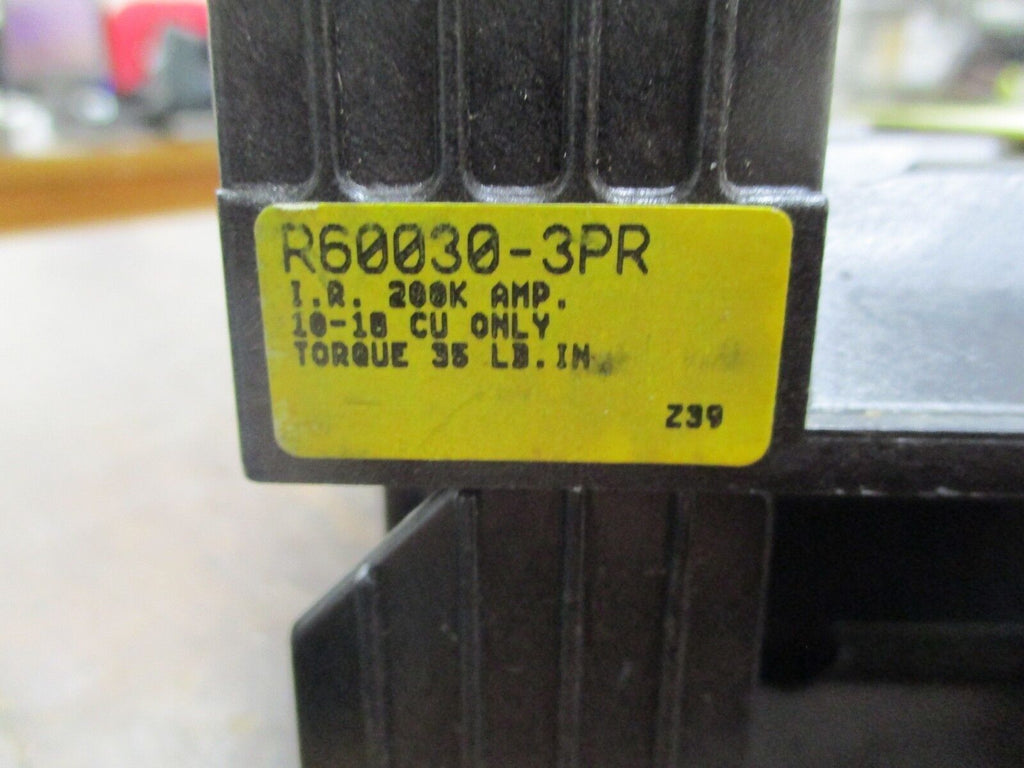 R60030-3PR
I.R. 200K AMP.
10-18 CU ONLY
TORQUE 35 LB.IN.
Z39